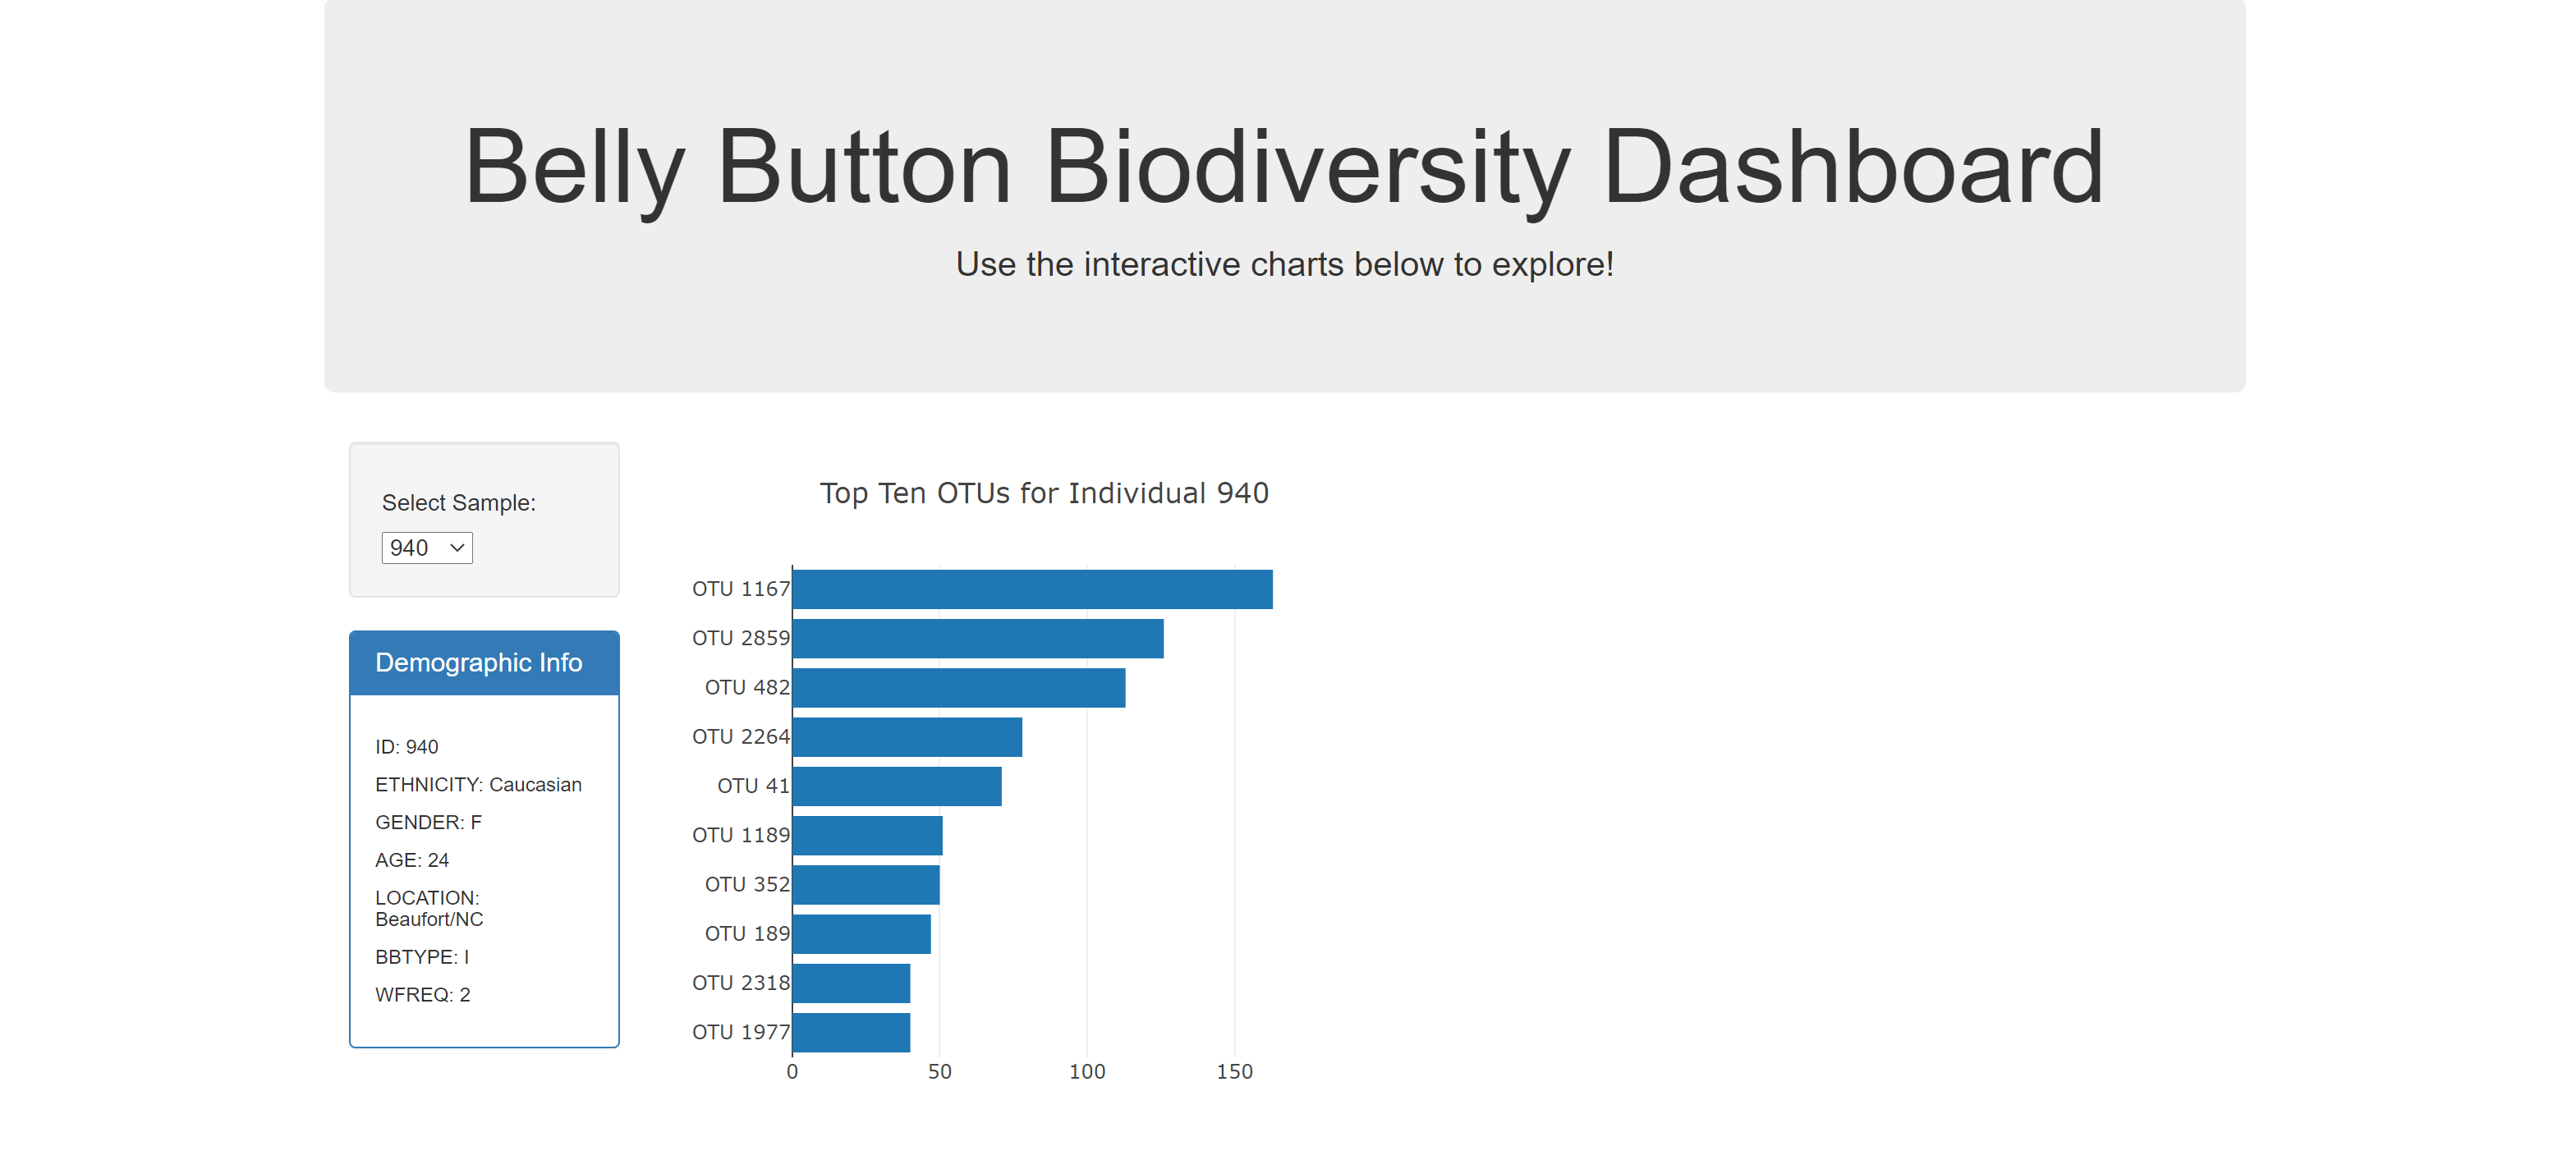 Belly Button Biodiversity Dashboard
Use the interactive charts below to explore!
Select Sample:
940
Demographic Info
ID: 940
ETHNICITY: Caucasian
GENDER: F
AGE: 24
LOCATION:
Beaufort/NC
BBTYPE: I
WFREQ: 2
Top Ten OTUs for Individual 940
OTU 1167
OTU 2859
OTU 482
OTU 2264
OTU 41
OTU 1189
OTU 352
OTU 189
OTU 2318
OTU 1977
0 50 100 150